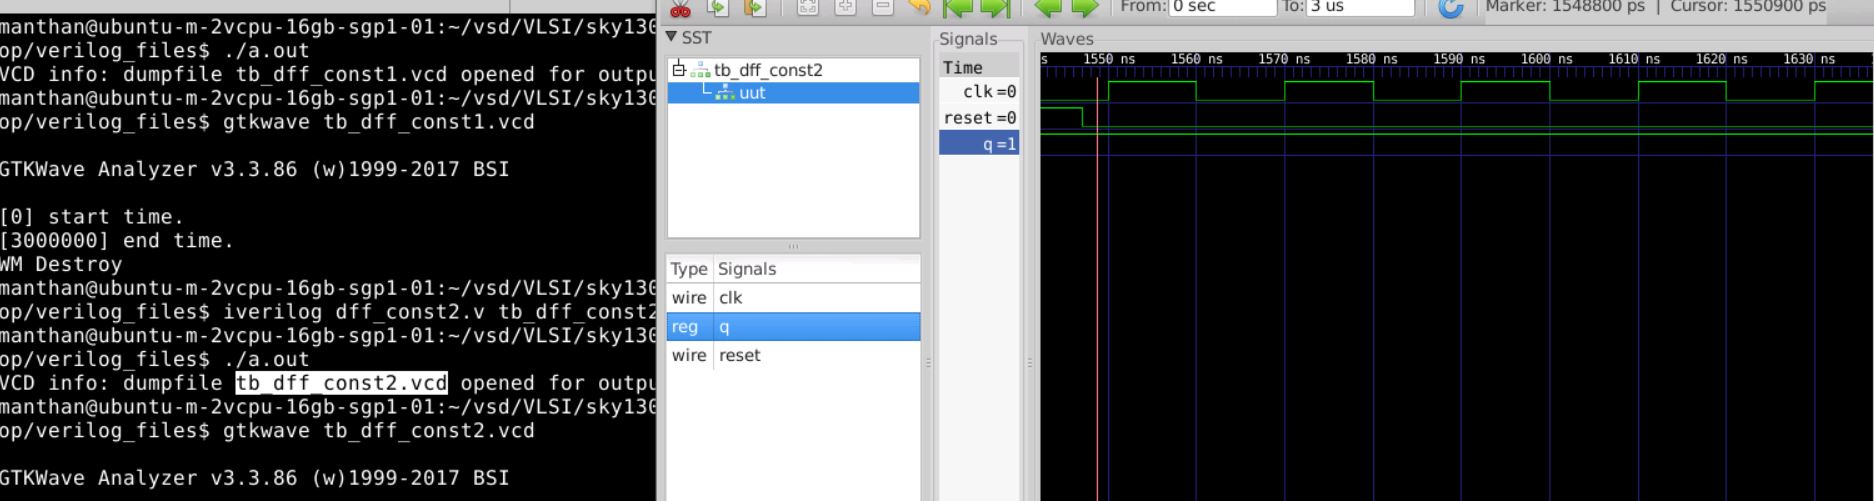 manthan@ubuntu-m-2vcpu-16gb-sgp1-01:~/vsd/VLSI/sky130
op/verilog_files$ ./a.out
VCD info: dumpfile tb_dff_const1.vcd opened for outpu
manthan@ubuntu-m-2vcpu-16gb-sgp1-01:~/vsd/VLSI/sky130
op/verilog_files$ gtkwave tb_dff_const1.vcd
GTKWave Analyzer v3.3.86 (w)1999-2017 BSI
[0] start time.
[3000000] end time.
WM Destroy
manthan@ubuntu-m-2vcpu-16gb-sgp1-01:~/vsd/VLSI/sky130
op/verilog_files$ iverilog dff_const2.v tb_dff_const2
manthan@ubuntu-m-2vcpu-16gb-sgp1-01:~/vsd/VLSI/sky130
op/verilog_files$ ./a.out
VCD info: dumpfile tb_dff_const2.vcd opened for outpu
manthan@ubuntu-m-2vcpu-16gb-sgp1-01:~/vsd/VLSI/sky130
op/verilog_files$ gtkwave tb_dff_const2.vcd
GTKWave Analyzer v3.3.86 (w)1999-2017 BSI
From: 0 sec To: 3 us Marker: 1548800 ps | Cursor: 1550900 ps
SST
tb_dff_const2
uut
Type Signals
wire clk
reg q
wire reset
Signals
Time
clk =0
reset =0
q =1
Waves
s 1550 ns 1560 ns 1570 ns 1580 ns 1590 ns 1600 ns 1610 ns 1620 ns 1630 ns